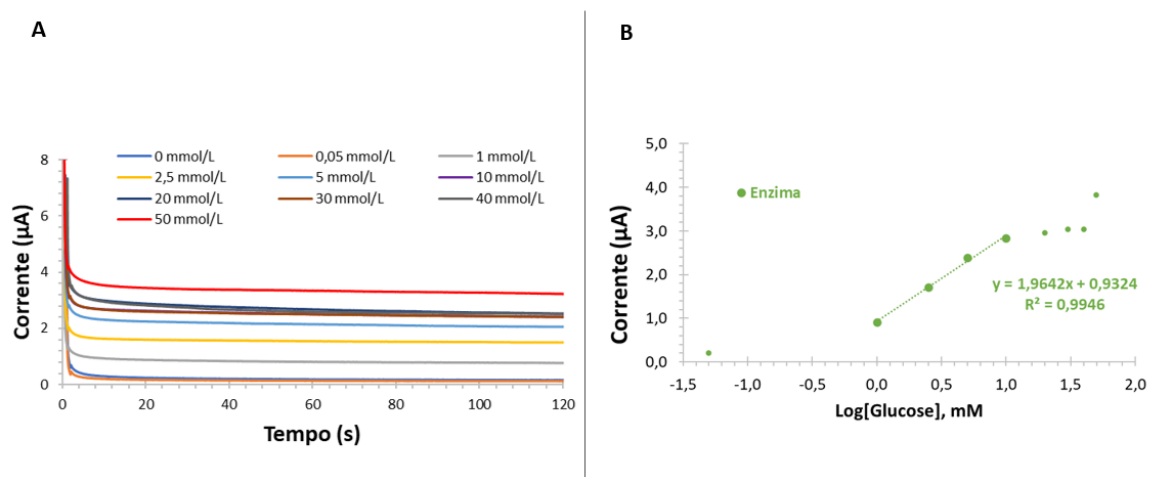 A
0 mmol/L 0,05 mmol/L 1 mmol/L
2,5 mmol/L 5 mmol/L 10 mmol/L
20 mmol/L 30 mmol/L 40 mmol/L
50 mmol/L
Corrente (µA)
8
6
4
2
0
0 20 40 60 80 100 120
Tempo (s)
B
Corrente (µA)
5,0
4,0
3,0
2,0
1,0
0,0
Enzima
y = 1,9642x + 0,9324
R² = 0,9946
-1,5 -1,0 -0,5 0,0 0,5 1,0 1,5 2,0
Log[Glucose], mM